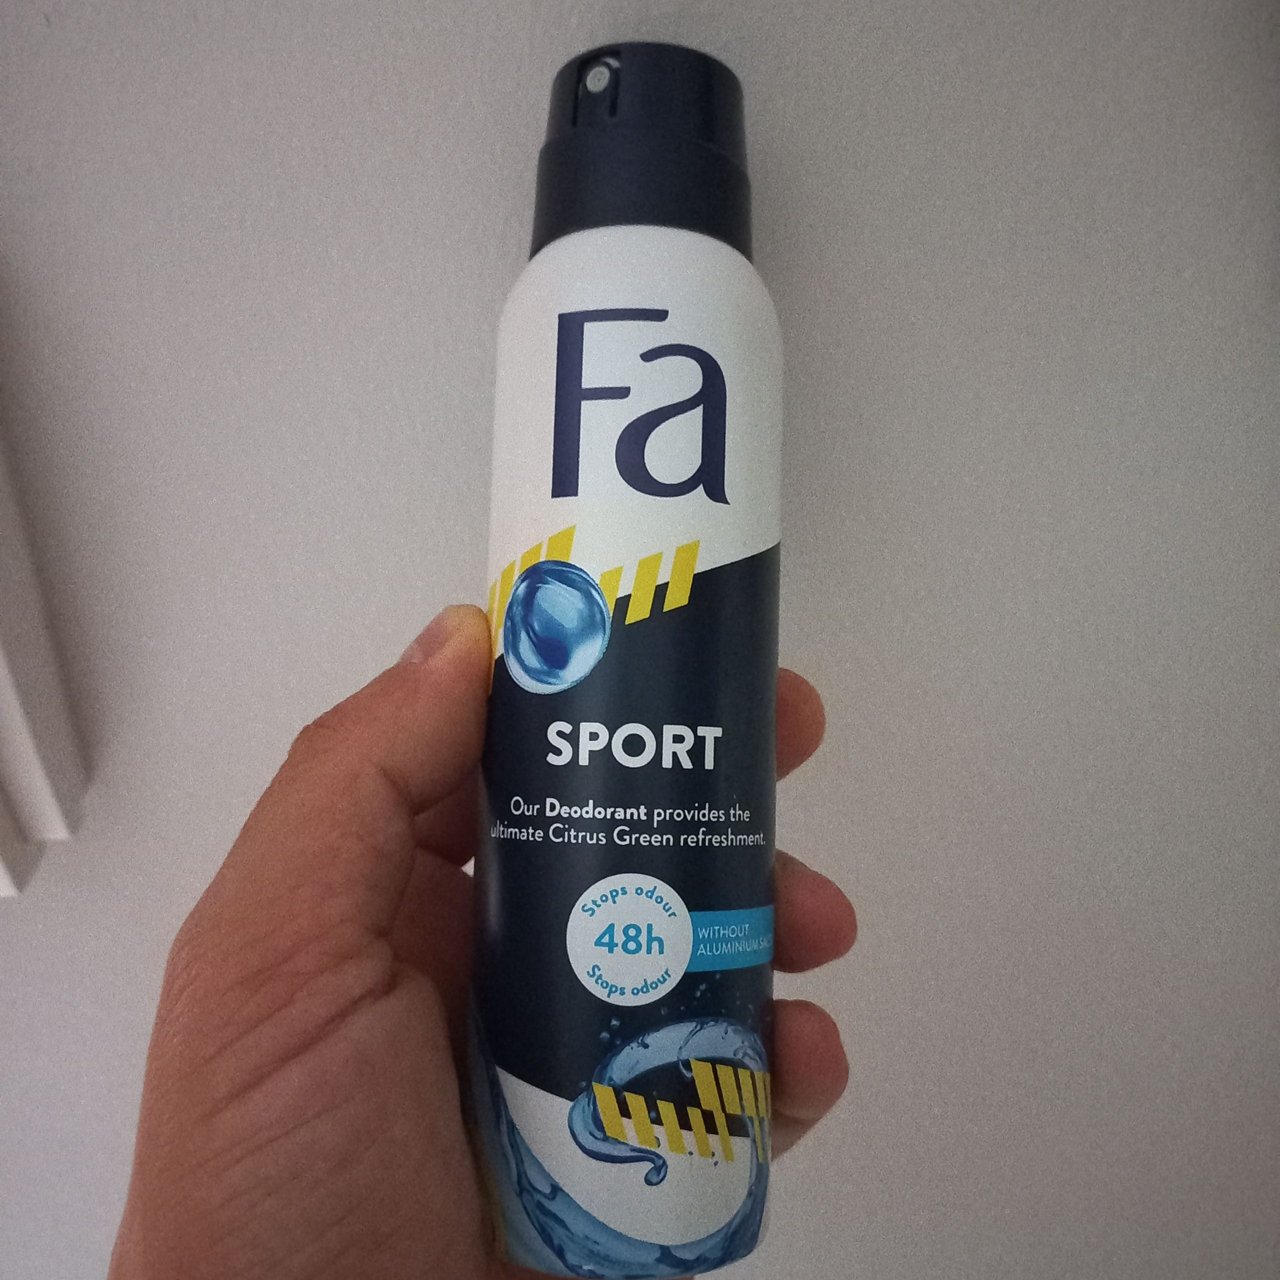 Fa
SPORT
Our Deodorant provides the
ultimate Citrus Green refreshment.
Stops odour
48h
Stops odour
WITHOUT
ALUMINIUM